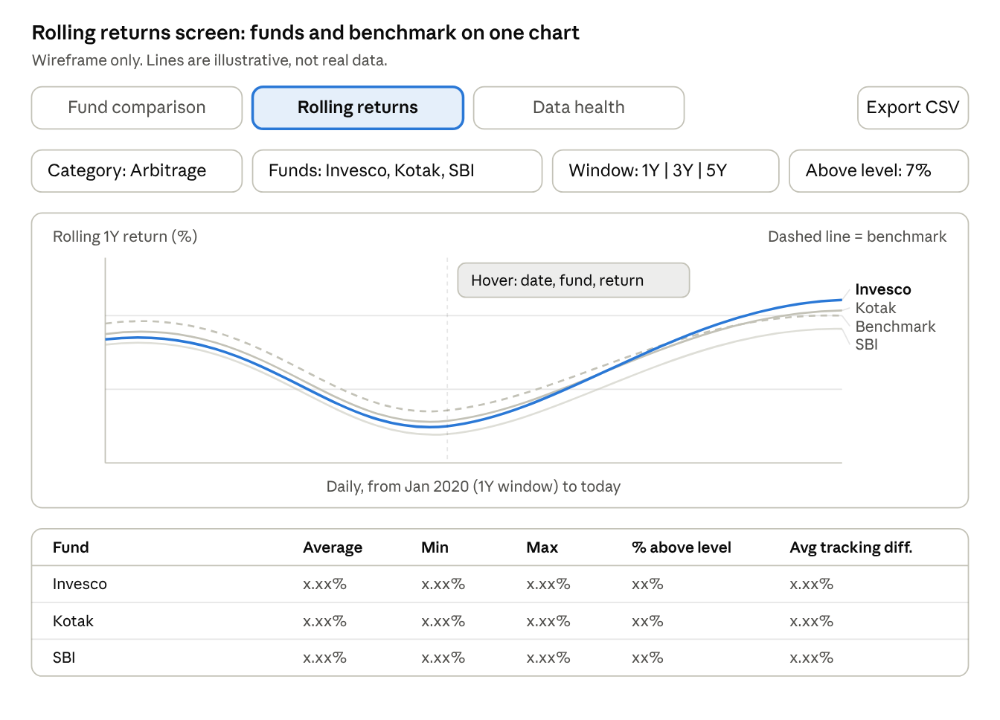 Rolling returns screen: funds and benchmark on one chart
Wireframe only. Lines are illustrative, not real data.
Fund comparison
Rolling returns
Data health
Export CSV
Category: Arbitrage
Funds: Invesco, Kotak, SBI
Window: 1Y | 3Y | 5Y
Above level: 7%
Rolling 1Y return (%)
Dashed line = benchmark
Hover: date, fund, return
Invesco
Kotak
Benchmark
SBI
Daily, from Jan 2020 (1Y window) to today
Fund Average Min Max % above level Avg tracking diff.
Invesco x.xx% x.xx% x.xx% xx% x.xx%
Kotak x.xx% x.xx% x.xx% xx% x.xx%
SBI x.xx% x.xx% x.xx% xx% x.xx%